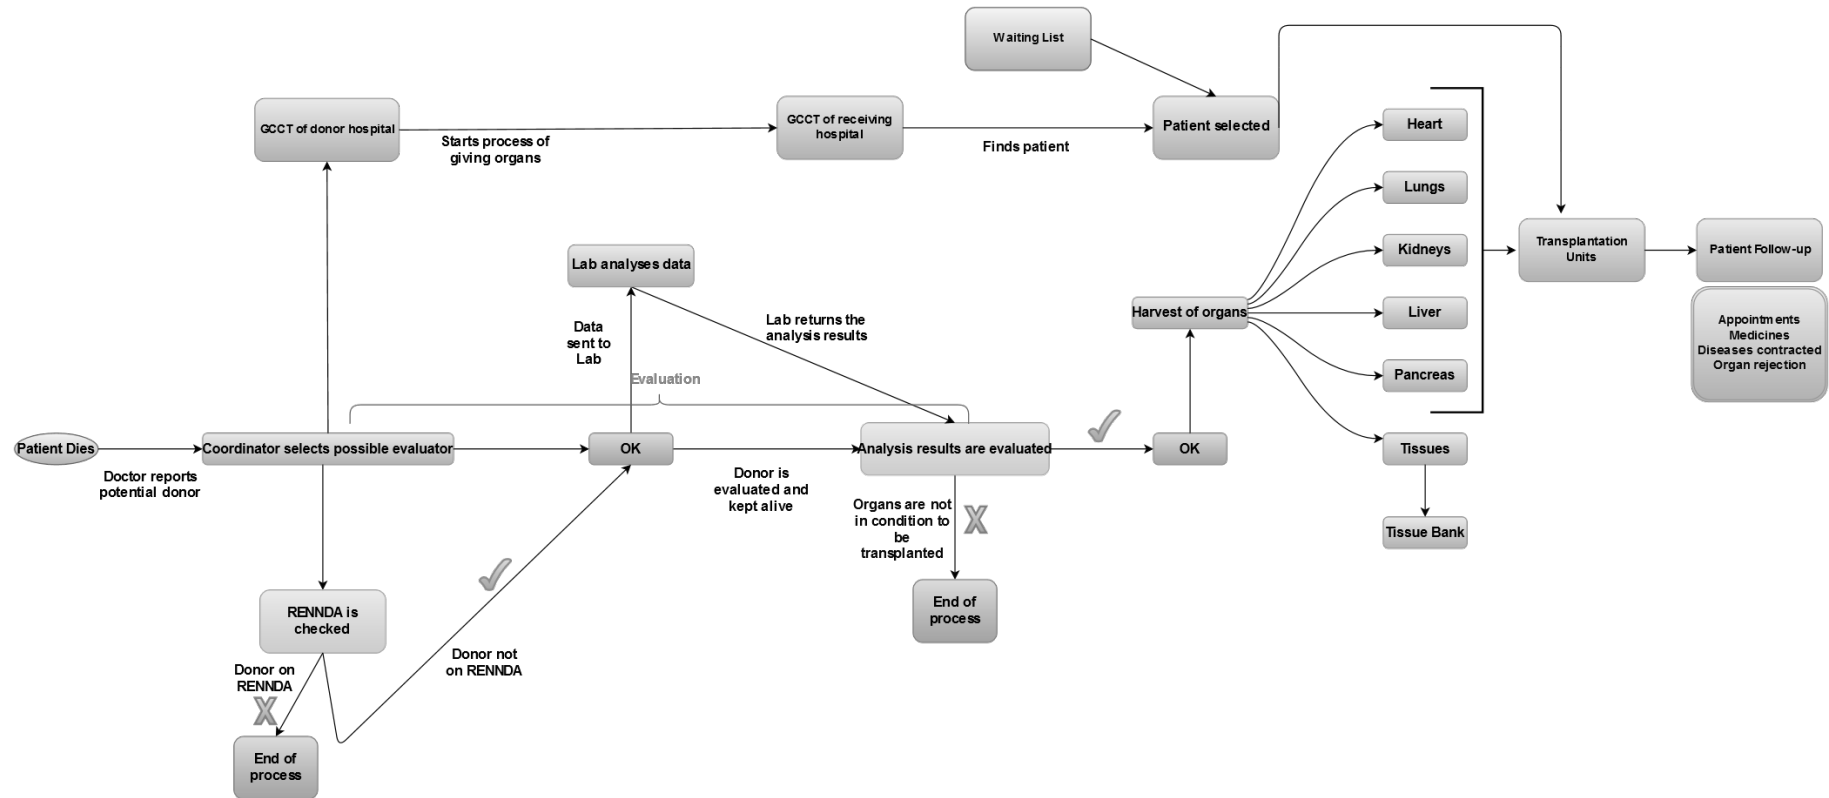 Waiting List
GCCT of donor hospital
Starts process of
giving organs
GCCT of receiving
hospital
Finds patient
Patient selected
Heart
Lungs
Kidneys
Liver
Pancreas
Tissues
Tissue Bank
Transplantation
Units
Patient Follow-up
Appointments
Medicines
Diseases contracted
Organ rejection
Lab analyses data
Data
sent to
Lab
Lab returns the
analysis results
Evaluation
Harvest of organs
Patient Dies
Doctor reports
potential donor
Coordinator selects possible evaluator
OK
Donor is
evaluated and
kept alive
Analysis results are evaluated
OK
Organs are not
in condition to
be
transplanted
X
End of
process
RENNDA is
checked
Donor not
on RENNDA
Donor on
RENNDA
X
End of
process